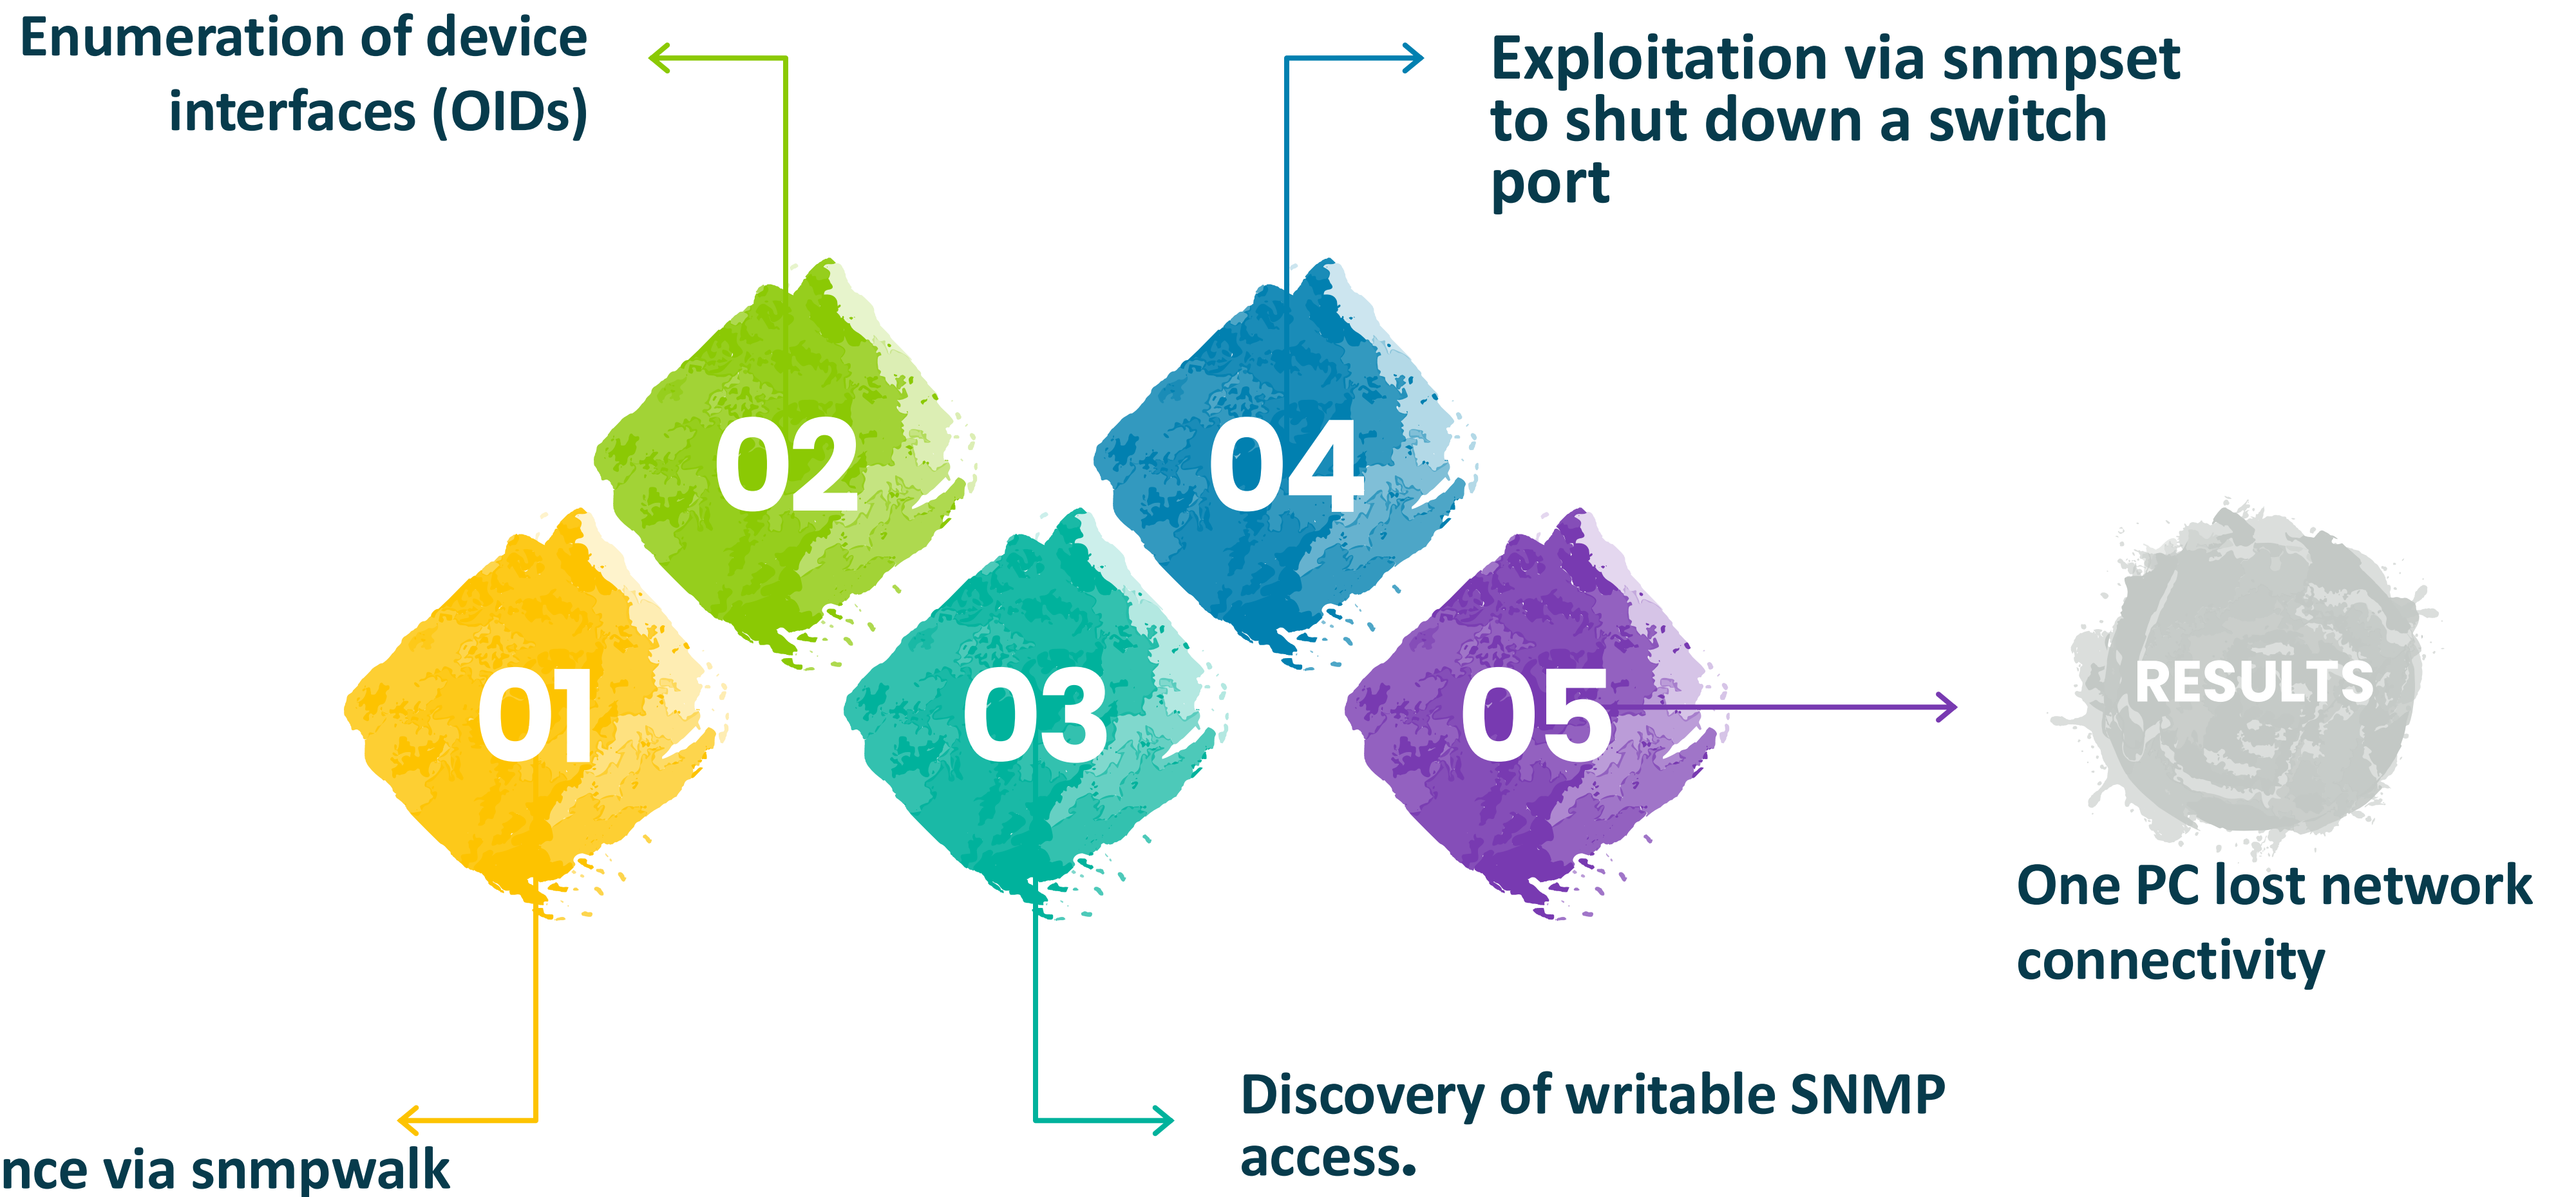 Enumeration of device
interfaces (OIDs)
Exploitation via snmpset
to shut down a switch
port
02
04
01
03
05
RESULTS
One PC lost network
connectivity
Discovery of writable SNMP
access.
nce via snmpwalk